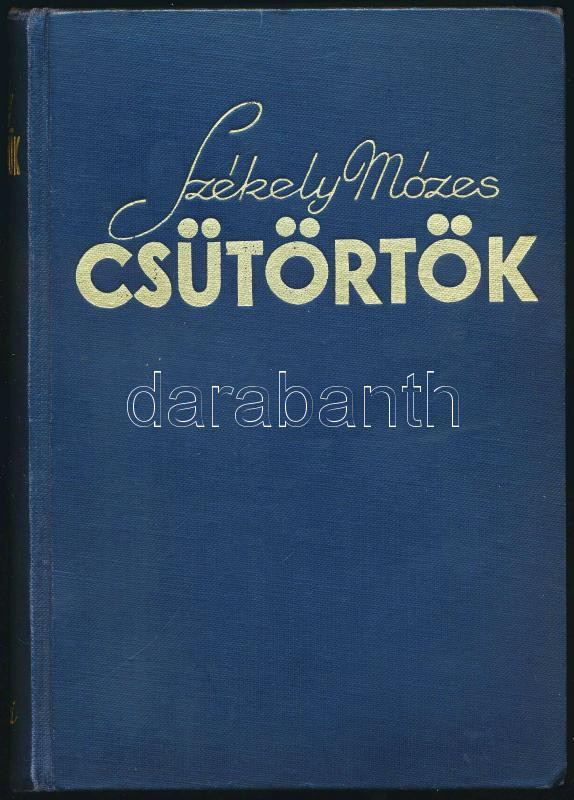 Székely Mózes
CSÜTÖRTÖK
darabanth